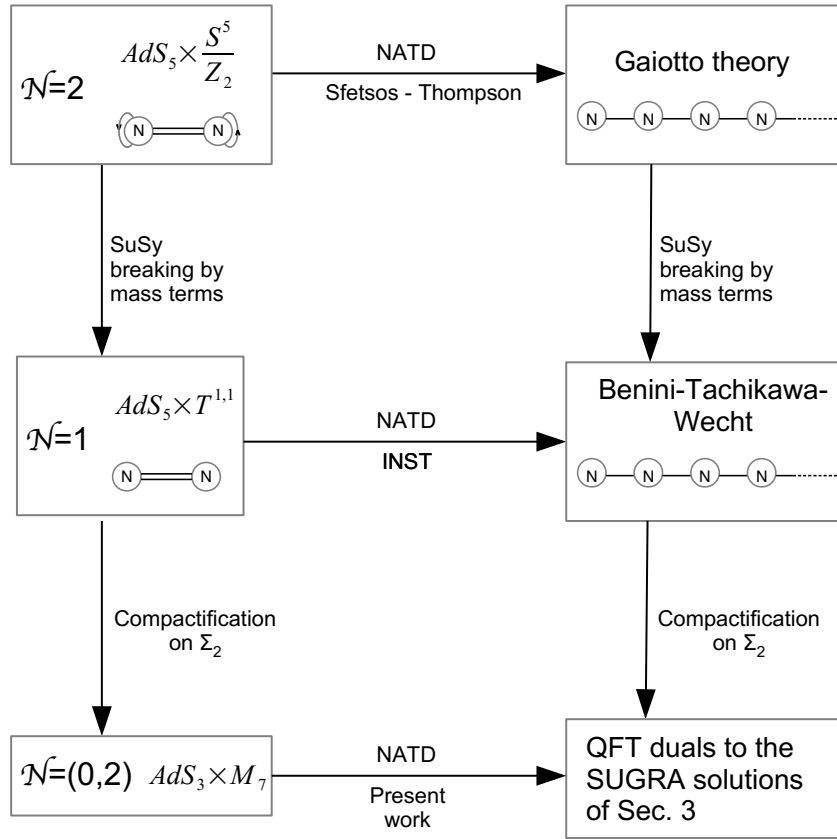 𝒩=2
AdS₅ × S⁵/Z₂
N N
NATD
Sfetsos - Thompson
Gaiotto theory
N N N N
SuSy
breaking by
mass terms
SuSy
breaking by
mass terms
𝒩=1
AdS₅ × T¹,¹
N N
NATD
INST
Benini-Tachikawa-
Wecht
N N N N
Compactification
on Σ₂
Compactification
on Σ₂
𝒩=(0,2) AdS₃ × M₇
NATD
Present
work
QFT duals to the
SUGRA solutions
of Sec. 3